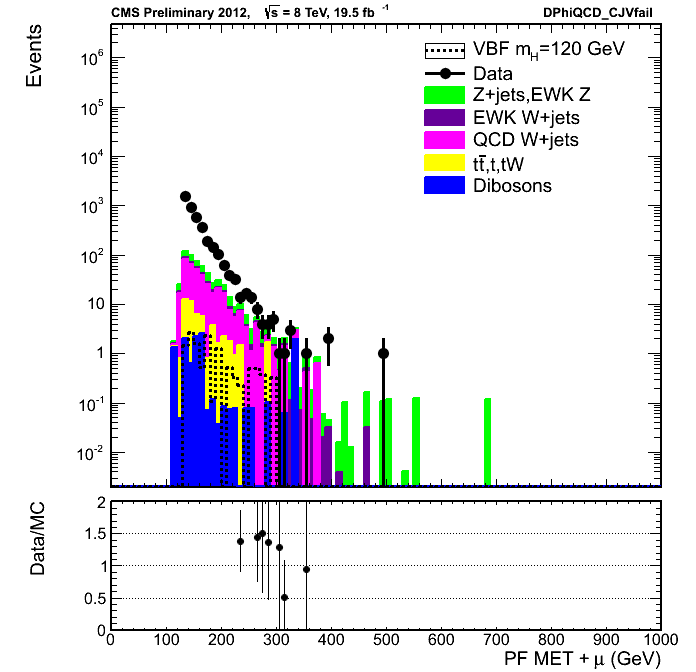 CMS Preliminary 2012, √s = 8 TeV, 19.5 fb⁻¹ DPhiQCD_CJVfail
Events
10⁶
10⁵
10⁴
10³
10²
10
1
10⁻¹
10⁻²
VBF m_H=120 GeV
Data
Z+jets,EWK Z
EWK W+jets
QCD W+jets
tt̄,t,tW
Dibosons
Data/MC
2
1.5
1
0.5
0
0 100 200 300 400 500 600 700 800 900 1000
PF MET + μ (GeV)